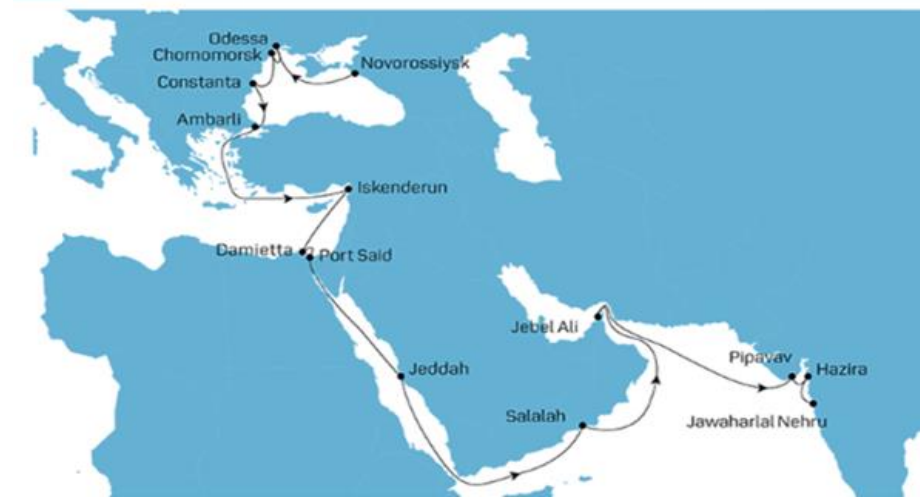 Odessa
Chornomorsk
Novorossiysk
Constanta
Ambarli
Iskenderun
Damietta
Port Said
Jebel Ali
Pipavav
Hazira
Jeddah
Salalah
Jawaharlal Nehru